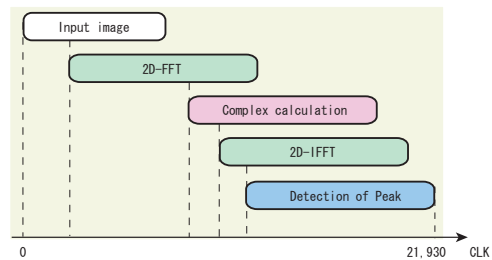 Input image
2D-FFT
Complex calculation
2D-IFFT
Detection of Peak
0
21,930
CLK